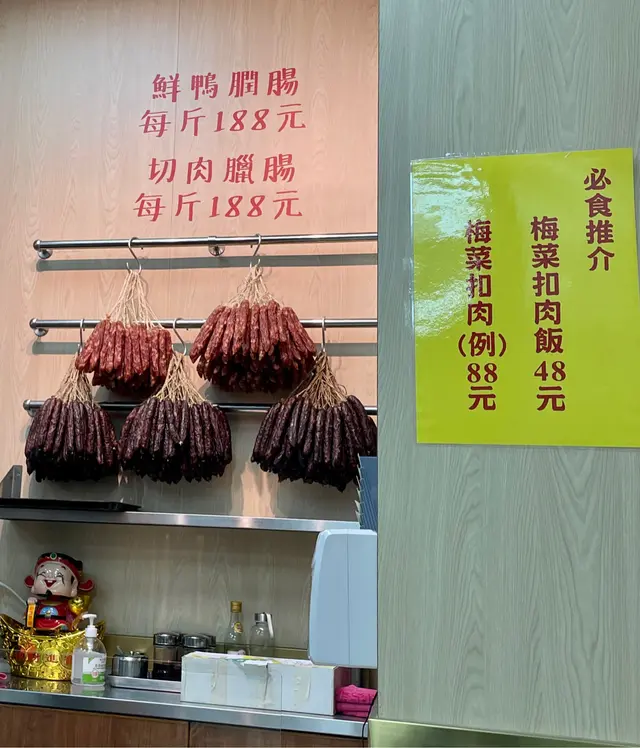 鮮鴨膶腸
每斤188元
切肉臘腸
每斤188元
必食推介
梅菜扣肉飯48元
梅菜扣肉(例)88元